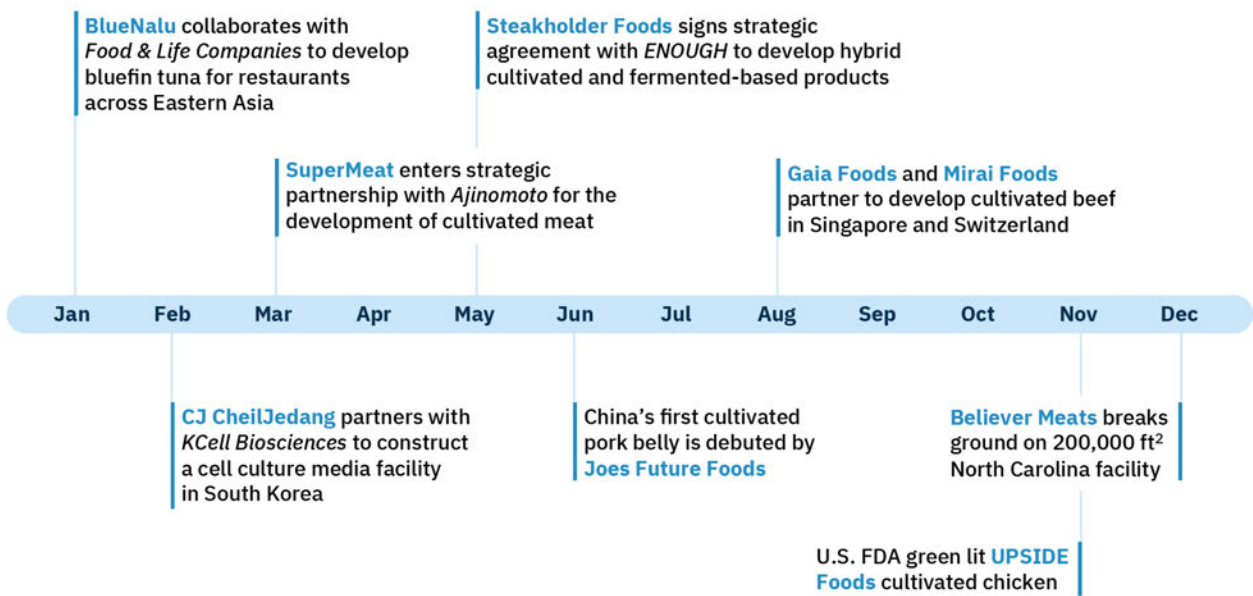 BlueNalu collaborates with
Food & Life Companies to develop
bluefin tuna for restaurants
across Eastern Asia
Steakholder Foods signs strategic
agreement with ENOUGH to develop hybrid
cultivated and fermented-based products
SuperMeat enters strategic
partnership with Ajinomoto for the
development of cultivated meat
Gaia Foods and Mirai Foods
partner to develop cultivated beef
in Singapore and Switzerland
Jan Feb Mar Apr May Jun Jul Aug Sep Oct Nov Dec
CJ CheilJedang partners with
KCell Biosciences to construct
a cell culture media facility
in South Korea
China's first cultivated
pork belly is debuted by
Joes Future Foods
Believer Meats breaks
ground on 200,000 ft²
North Carolina facility
U.S. FDA green lit UPSIDE
Foods cultivated chicken